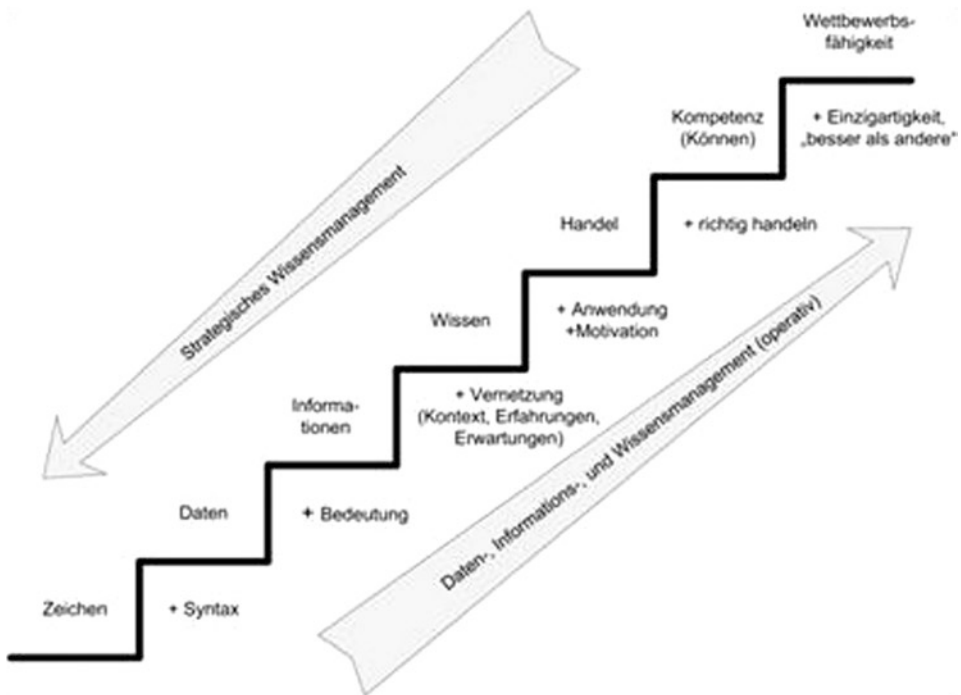 Wettbewerbs-
fähigkeit
Kompetenz
(Können)
+ Einzigartigkeit,
„besser als andere“
Strategisches Wissensmanagement
Handel
+ richtig handeln
Wissen
+ Anwendung
+Motivation
Informa-
tionen
+ Vernetzung
(Kontext, Erfahrungen,
Erwartungen)
Daten-, Informations-, und Wissensmanagement (operativ)
Daten
+ Bedeutung
Zeichen
+ Syntax